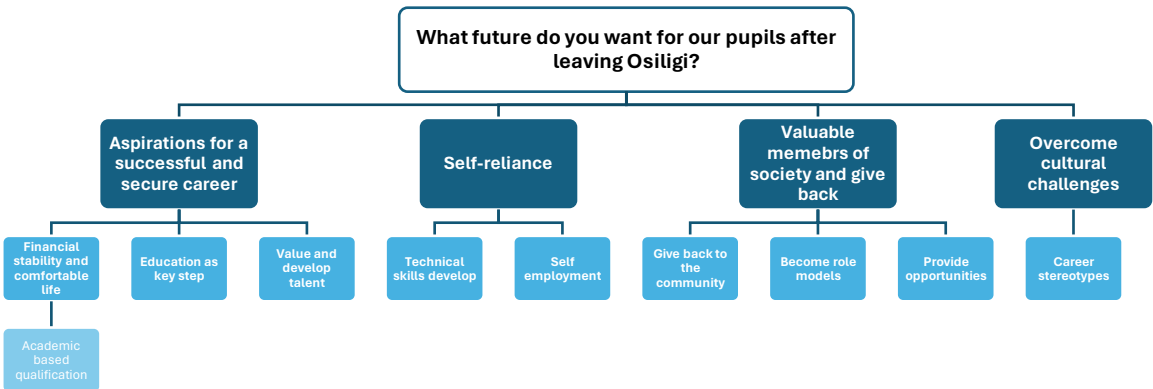 What future do you want for our pupils after
leaving Osiligi?
Aspirations for a
successful and
secure career
Self-reliance
Valuable
memebrs of
society and give
back
Overcome
cultural
challenges
Financial
stability and
comfortable
life
Education as
key step
Value and
develop
talent
Technical
skills develop
Self
employment
Give back to
the
community
Become role
models
Provide
opportunities
Career
stereotypes
Academic
based
qualification